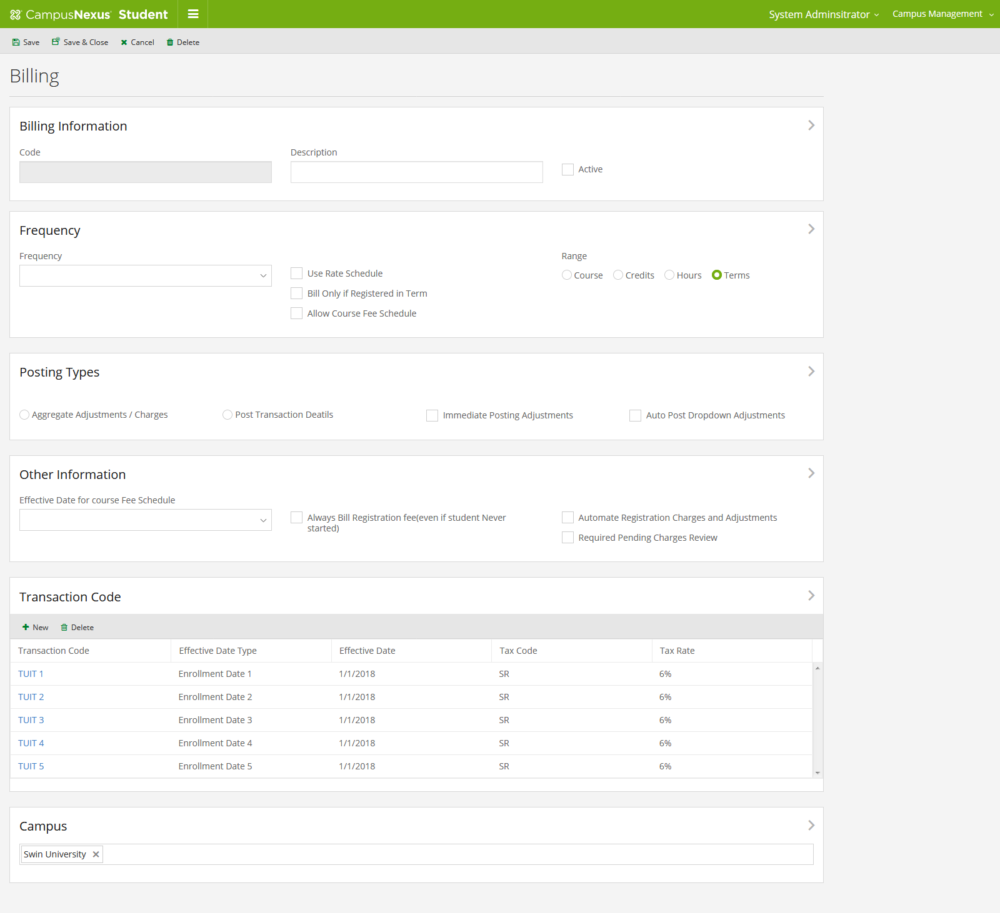 CampusNexus® Student
System Adminsitrator
Campus Management
Save
Save & Close
Cancel
Delete
Billing
Billing Information
Code
Description
Active
Frequency
Frequency
Use Rate Schedule
Bill Only if Registered in Term
Allow Course Fee Schedule
Range
Course
Credits
Hours
Terms
Posting Types
Aggregate Adjustments / Charges
Post Transaction Deatils
Immediate Posting Adjustments
Auto Post Dropdown Adjustments
Other Information
Effective Date for course Fee Schedule
Always Bill Registration fee(even if student Never
started)
Automate Registration Charges and Adjustments
Required Pending Charges Review
Transaction Code
New
Delete
Transaction Code Effective Date Type Effective Date Tax Code Tax Rate
TUIT 1 Enrollment Date 1 1/1/2018 SR 6%
TUIT 2 Enrollment Date 2 1/1/2018 SR 6%
TUIT 3 Enrollment Date 3 1/1/2018 SR 6%
TUIT 4 Enrollment Date 4 1/1/2018 SR 6%
TUIT 5 Enrollment Date 5 1/1/2018 SR 6%
Campus
Swin University